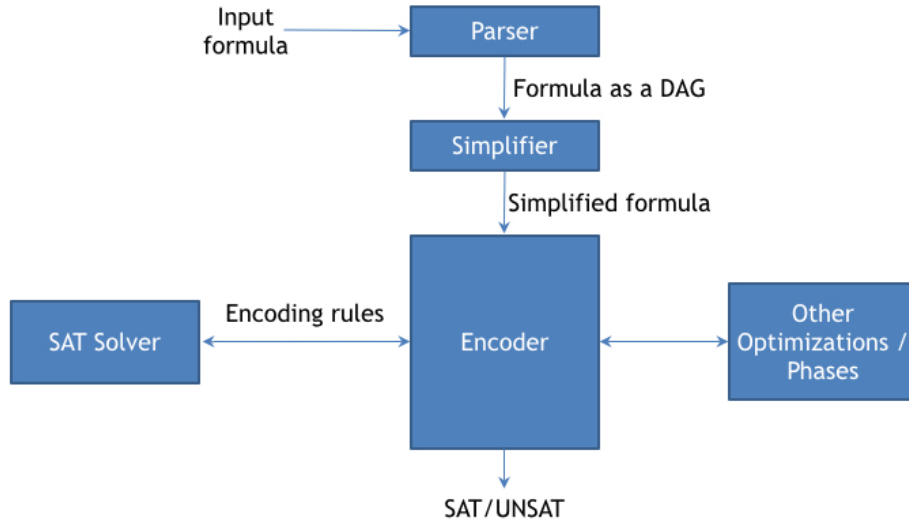 Input
formula
Parser
Formula as a DAG
Simplifier
Simplified formula
Encoding rules
SAT Solver
Encoder
Other
Optimizations /
Phases
SAT/UNSAT